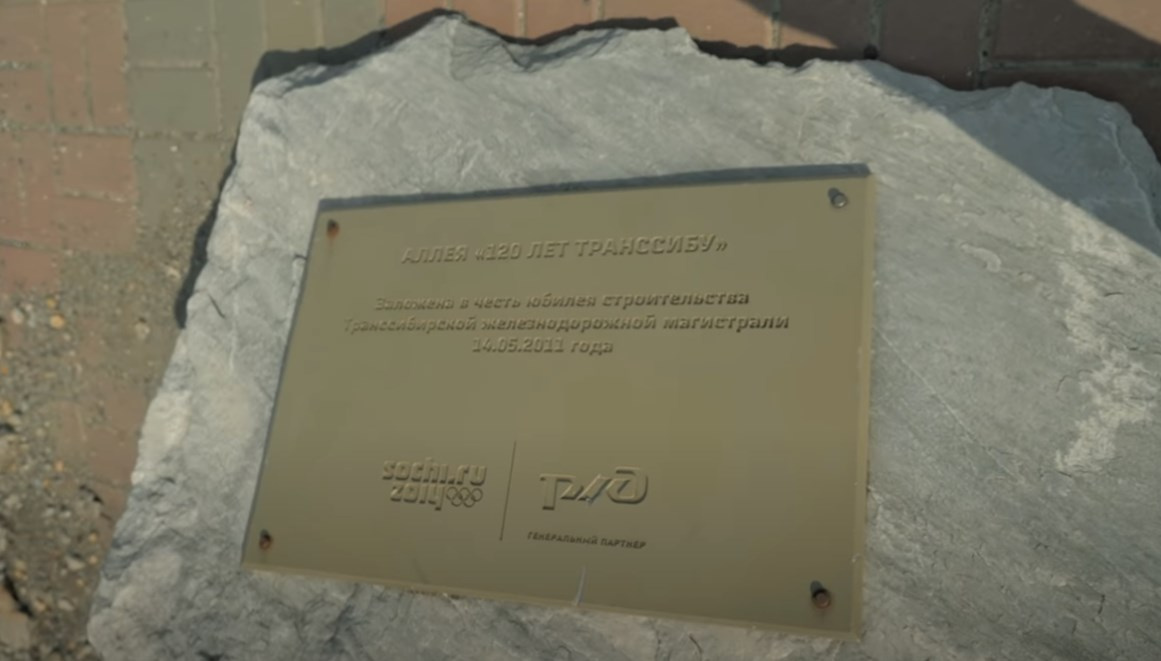 АЛЛЕЯ «120 ЛЕТ ТРАНССИБУ»
Заложена в честь юбилея строительства
Транссибирской железнодорожной магистрали
14.05.2011 года
sochi.ru
2014
РЖД
ГЕНЕРАЛЬНЫЙ ПАРТНЕР